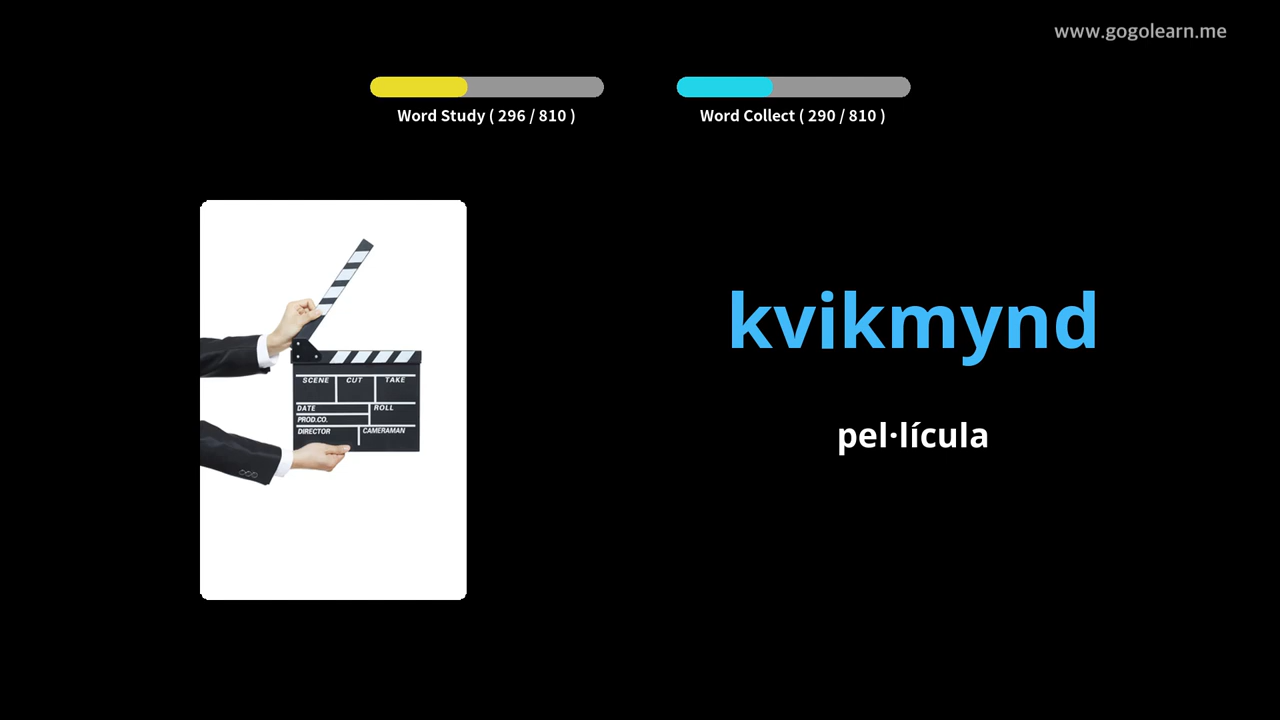 www.gogolearn.me
Word Study ( 296 / 810 )
Word Collect ( 290 / 810 )
SCENE CUT TAKE
DATE ROLL
PROD.CO.
DIRECTOR CAMERAMAN
kvikmynd
pel·lícula